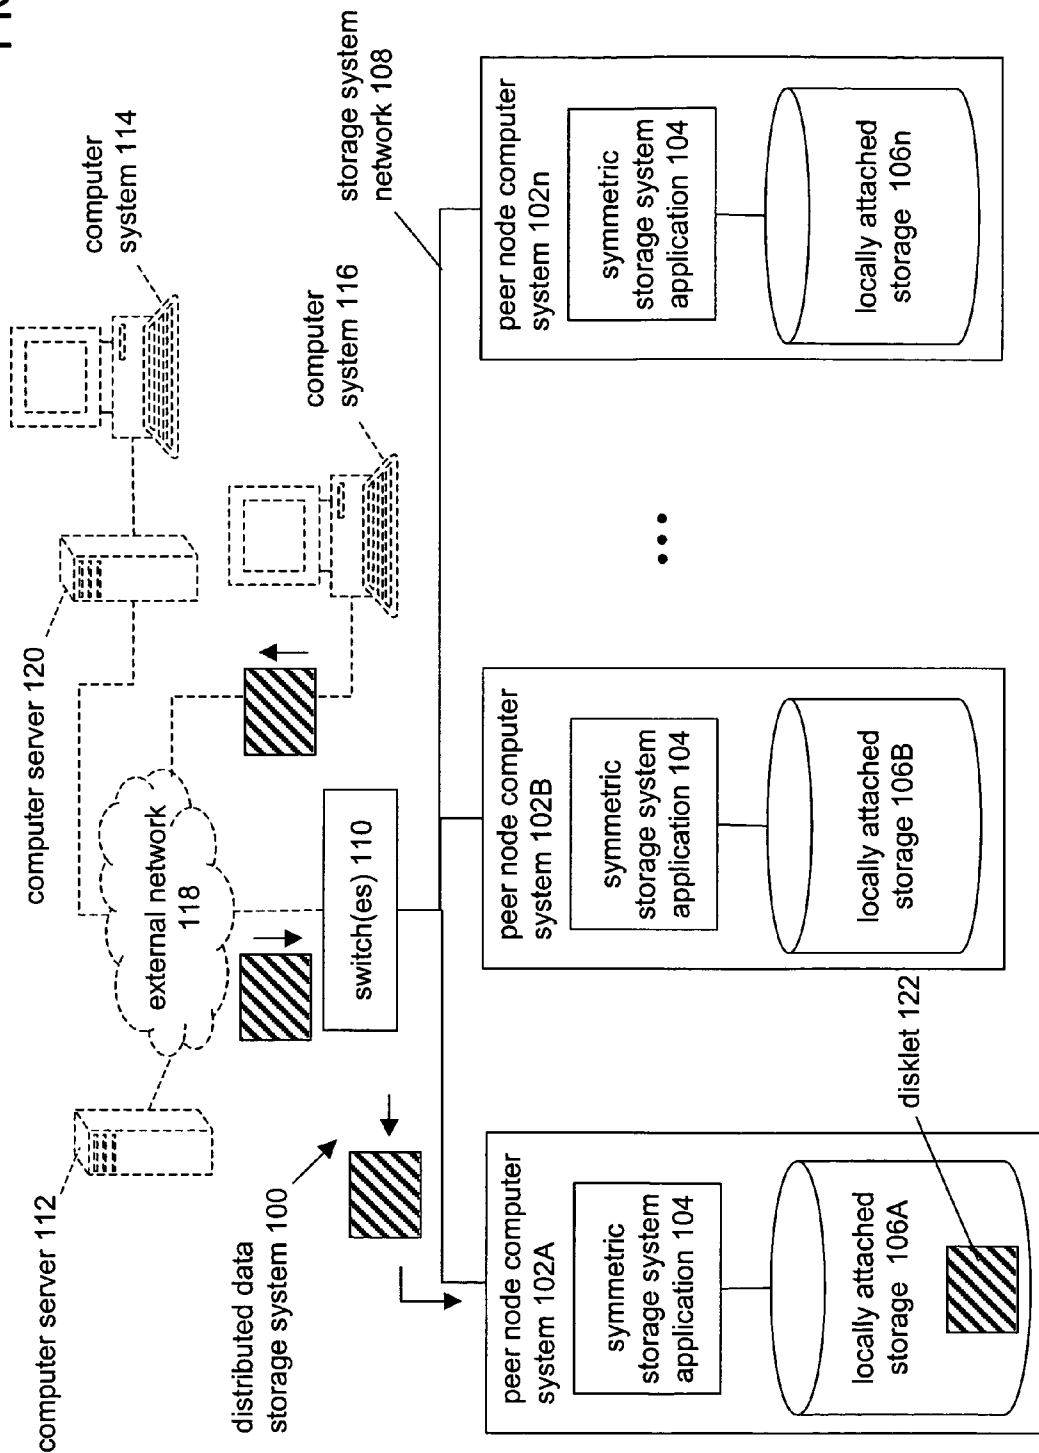 computer server 112
computer server 120
computer
system 114
external network
118
computer
system 116
distributed data
storage system 100
switch(es) 110
storage system
network 108
peer node computer
system 102A
symmetric
storage system
application 104
locally attached
storage 106A
disklet 122
peer node computer
system 102B
symmetric
storage system
application 104
locally attached
storage 106B
peer node computer
system 102n
symmetric
storage system
application 104
locally attached
storage 106n